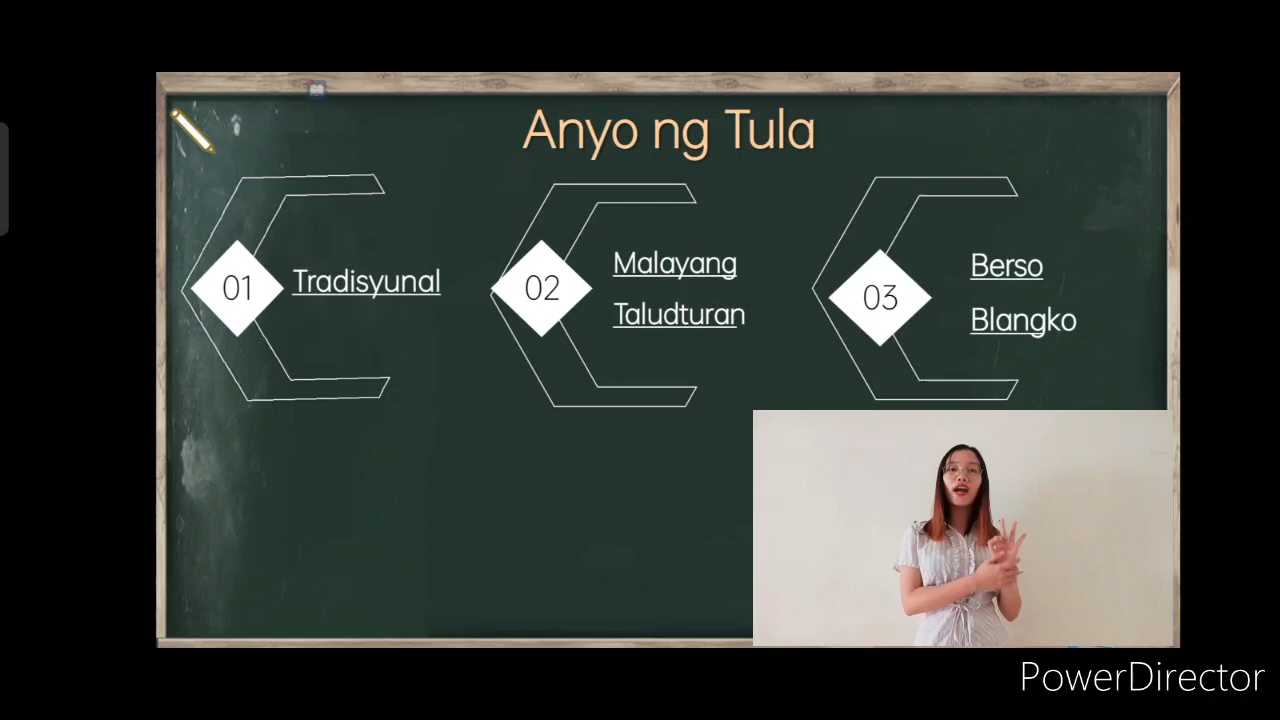 Anyo ng Tula
01
Tradisyunal
02
Malayang
Taludturan
03
Berso
Blangko
PowerDirector